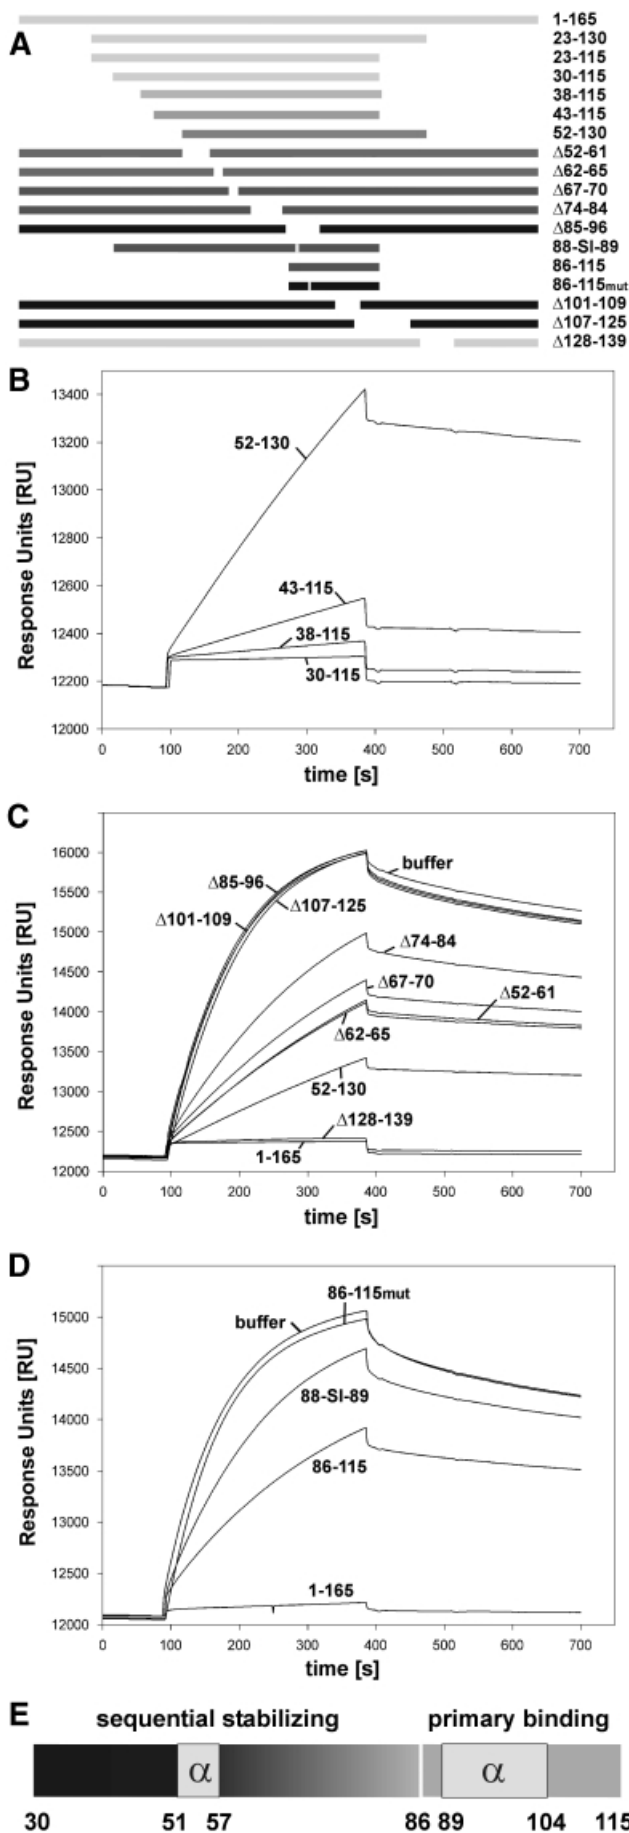 A
1-165
23-130
23-115
30-115
38-115
43-115
52-130
Δ52-61
Δ62-65
Δ67-70
Δ74-84
Δ85-96
88-SI-89
86-115
86-115mut
Δ101-109
Δ107-125
Δ128-139
B
Response Units [RU]
13400
13200
13000
12800
12600
12400
12200
12000
52-130
43-115
38-115
30-115
0 100 200 300 400 500 600 700
time [s]
C
Response Units [RU]
16000
15500
15000
14500
14000
13500
13000
12500
12000
buffer
Δ85-96
Δ101-109
Δ107-125
Δ74-84
Δ67-70
Δ52-61
Δ62-65
52-130
Δ128-139
1-165
0 100 200 300 400 500 600 700
time [s]
D
Response Units [RU]
15000
14500
14000
13500
13000
12500
12000
86-115mut
buffer
88-SI-89
86-115
1-165
0 100 200 300 400 500 600 700
time [s]
E
sequential stabilizing primary binding
α α
30 51 57 86 89 104 115